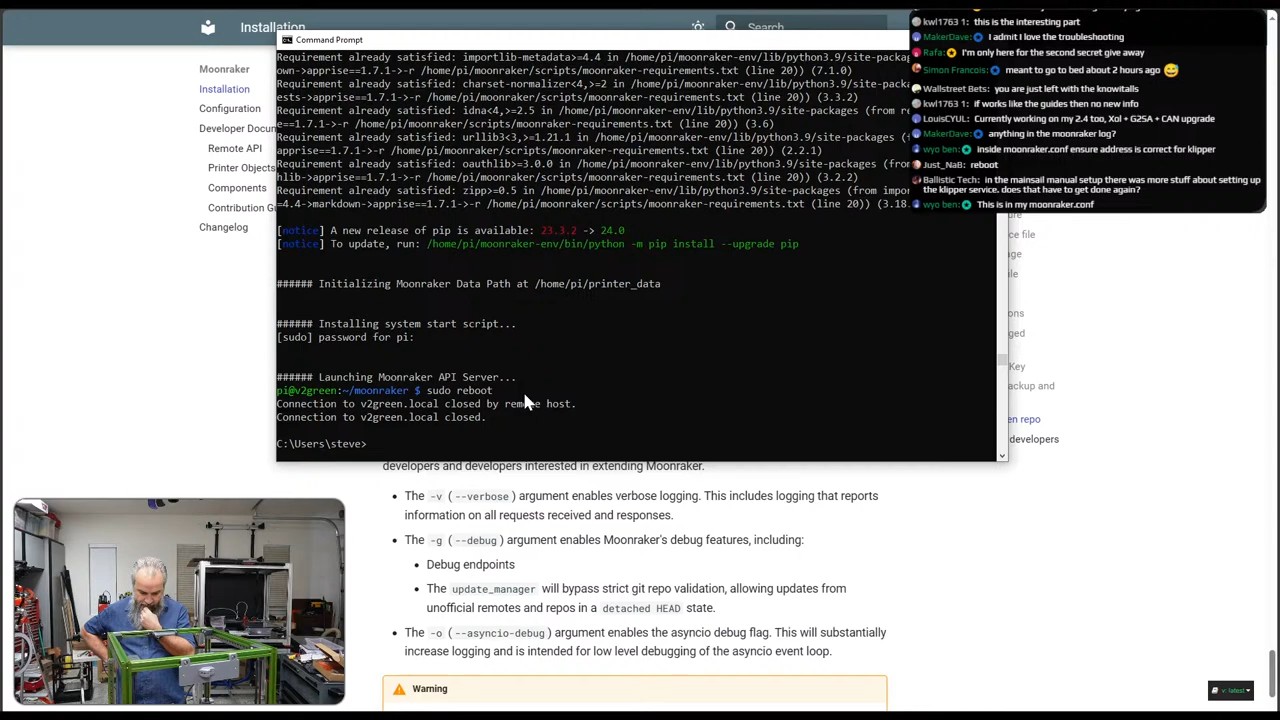 Installation
Search
Moonraker
Installation
Configuration
Developer Docum
Remote API
Printer Objects
Components
Contribution Gu
Changelog
Command Prompt
Requirement already satisfied: importlib-metadata>=4.4 in /home/pi/moonraker-env/lib/python3.9/site-packag
own->apprise==1.7.1->-r /home/pi/moonraker/scripts/moonraker-requirements.txt (line 20)) (7.1.0)
Requirement already satisfied: charset-normalizer<4,>=2 in /home/pi/moonraker-env/lib/python3.9/site-packa
ests->apprise==1.7.1->-r /home/pi/moonraker/scripts/moonraker-requirements.txt (line 20)) (3.3.2)
Requirement already satisfied: idna<4,>=2.5 in /home/pi/moonraker-env/lib/python3.9/site-packages (from re
e==1.7.1->-r /home/pi/moonraker/scripts/moonraker-requirements.txt (line 20)) (3.6)
Requirement already satisfied: urllib3<3,>=1.21.1 in /home/pi/moonraker-env/lib/python3.9/site-packages (f
>apprise==1.7.1->-r /home/pi/moonraker/scripts/moonraker-requirements.txt (line 20)) (2.2.1)
Requirement already satisfied: oauthlib>=3.0.0 in /home/pi/moonraker-env/lib/python3.9/site-packages (from
lib->apprise==1.7.1->-r /home/pi/moonraker/scripts/moonraker-requirements.txt (line 20)) (3.2.2)
Requirement already satisfied: zipp>=0.5 in /home/pi/moonraker-env/lib/python3.9/site-packages (from impor
4.4->markdown->apprise==1.7.1->-r /home/pi/moonraker/scripts/moonraker-requirements.txt (line 20)) (3.18.
[notice] A new release of pip is available: 23.3.2 -> 24.0
[notice] To update, run: /home/pi/moonraker-env/bin/python -m pip install --upgrade pip
###### Initializing Moonraker Data Path at /home/pi/printer_data
###### Installing system start script...
[sudo] password for pi:
###### Launching Moonraker API Server...
pi@v2green:~/moonraker $ sudo reboot
Connection to v2green.local closed by remote host.
Connection to v2green.local closed.
C:\Users\steve>
kwl1763 1: this is the interesting part
MakerDave: I admit I love the troubleshooting
Rafa: I'm only here for the second secret give away
Simon Francois: meant to go to bed about 2 hours ago 😅
Wallstreet Bets: you are just left with the knowitalls
kwl1763 1: if works like the guides then no new info
LouisCYUL: Currently working on my 2.4 too, Xol + G2SA + CAN upgrade
MakerDave: anything in the moonraker log?
wyo ben: inside moonraker.conf ensure address is correct for klipper
Just_NaB: reboot
Ballistic Tech: in the mainsail manual setup there was more stuff about setting up
the klipper service. does that have to get done again?
wyo ben: This is in my moonraker.conf
ure
ce file
ge
ile
ons
ged
Key
ackup and
en repo
developers
developers and developers interested in extending Moonraker.
• The -v (--verbose) argument enables verbose logging. This includes logging that reports
information on all requests received and responses.
• The -g (--debug) argument enables Moonraker's debug features, including:
• Debug endpoints
• The update_manager will bypass strict git repo validation, allowing updates from
unofficial remotes and repos in a detached HEAD state.
• The -o (--asyncio-debug) argument enables the asyncio debug flag. This will substantially
increase logging and is intended for low level debugging of the asyncio event loop.
Warning
v: latest